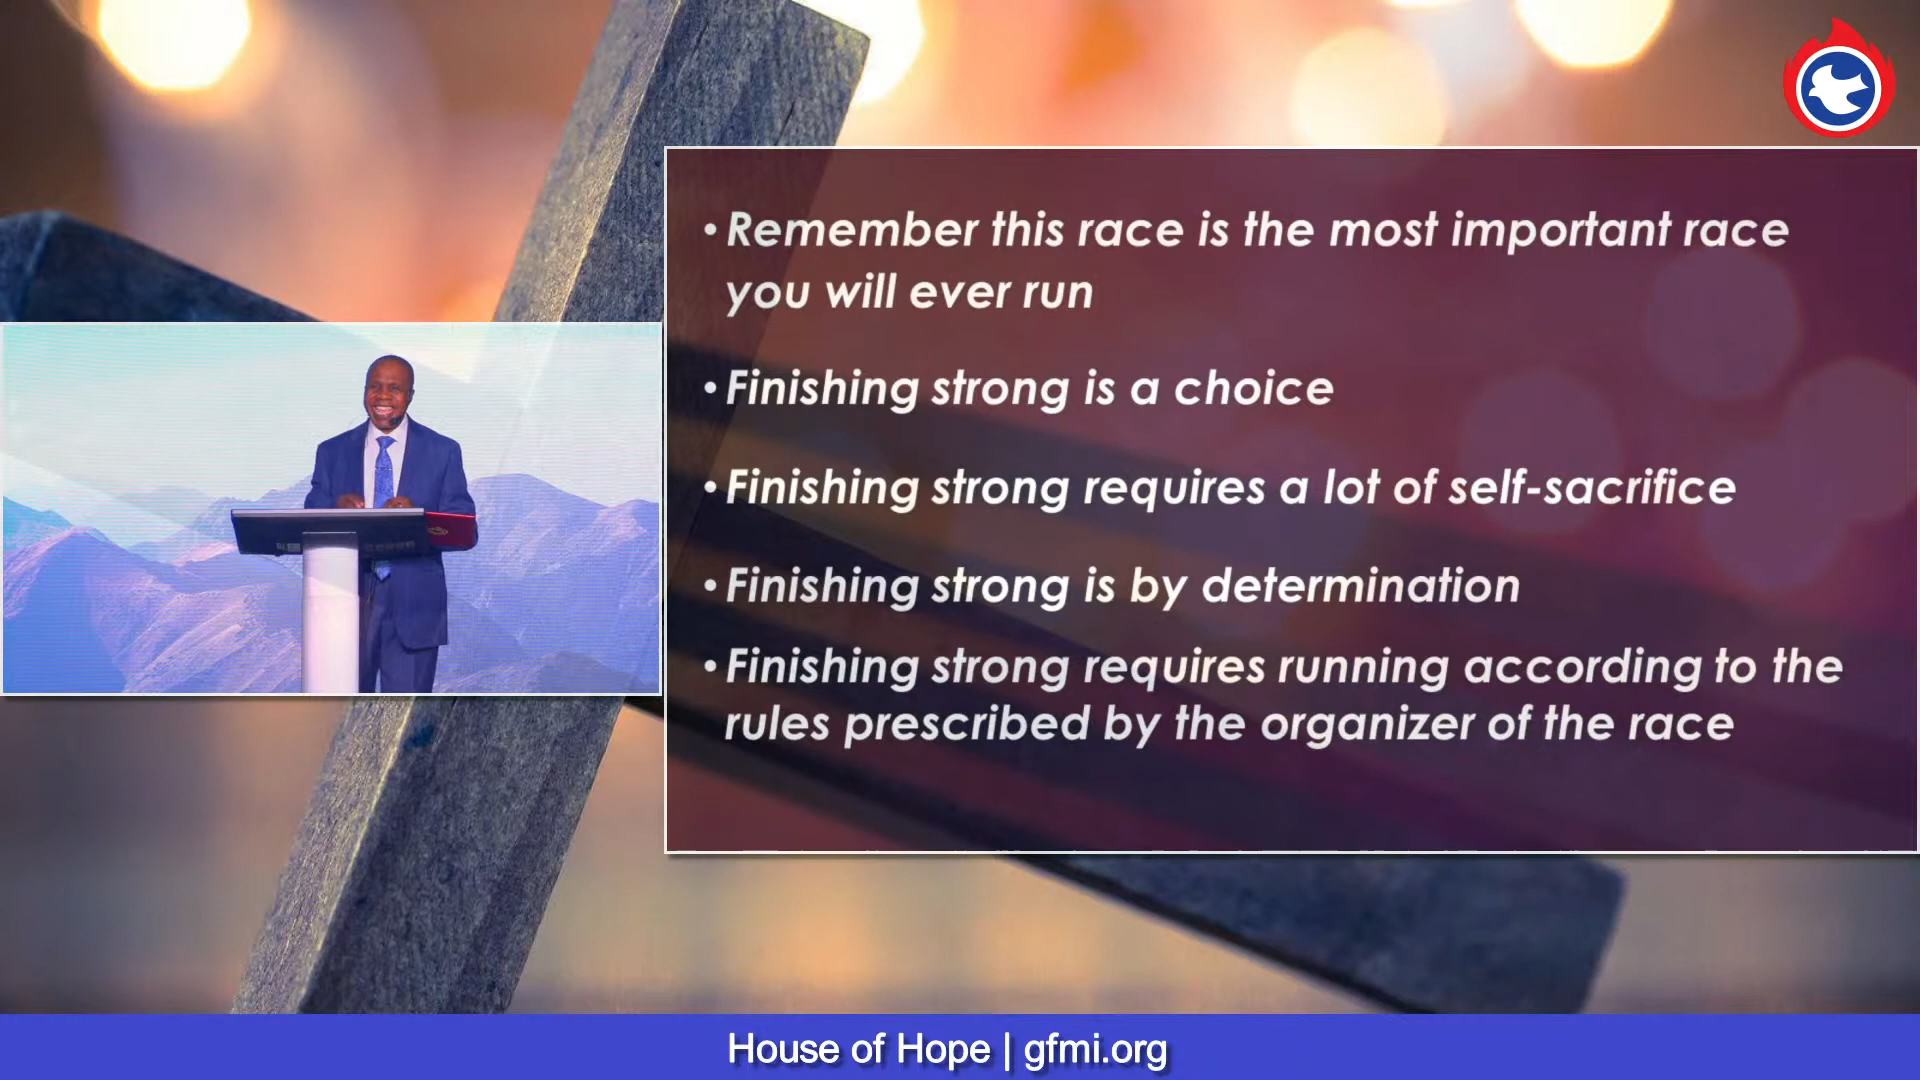 • Remember this race is the most important race
you will ever run
• Finishing strong is a choice
• Finishing strong requires a lot of self-sacrifice
• Finishing strong is by determination
• Finishing strong requires running according to the
rules prescribed by the organizer of the race
House of Hope | gfmi.org